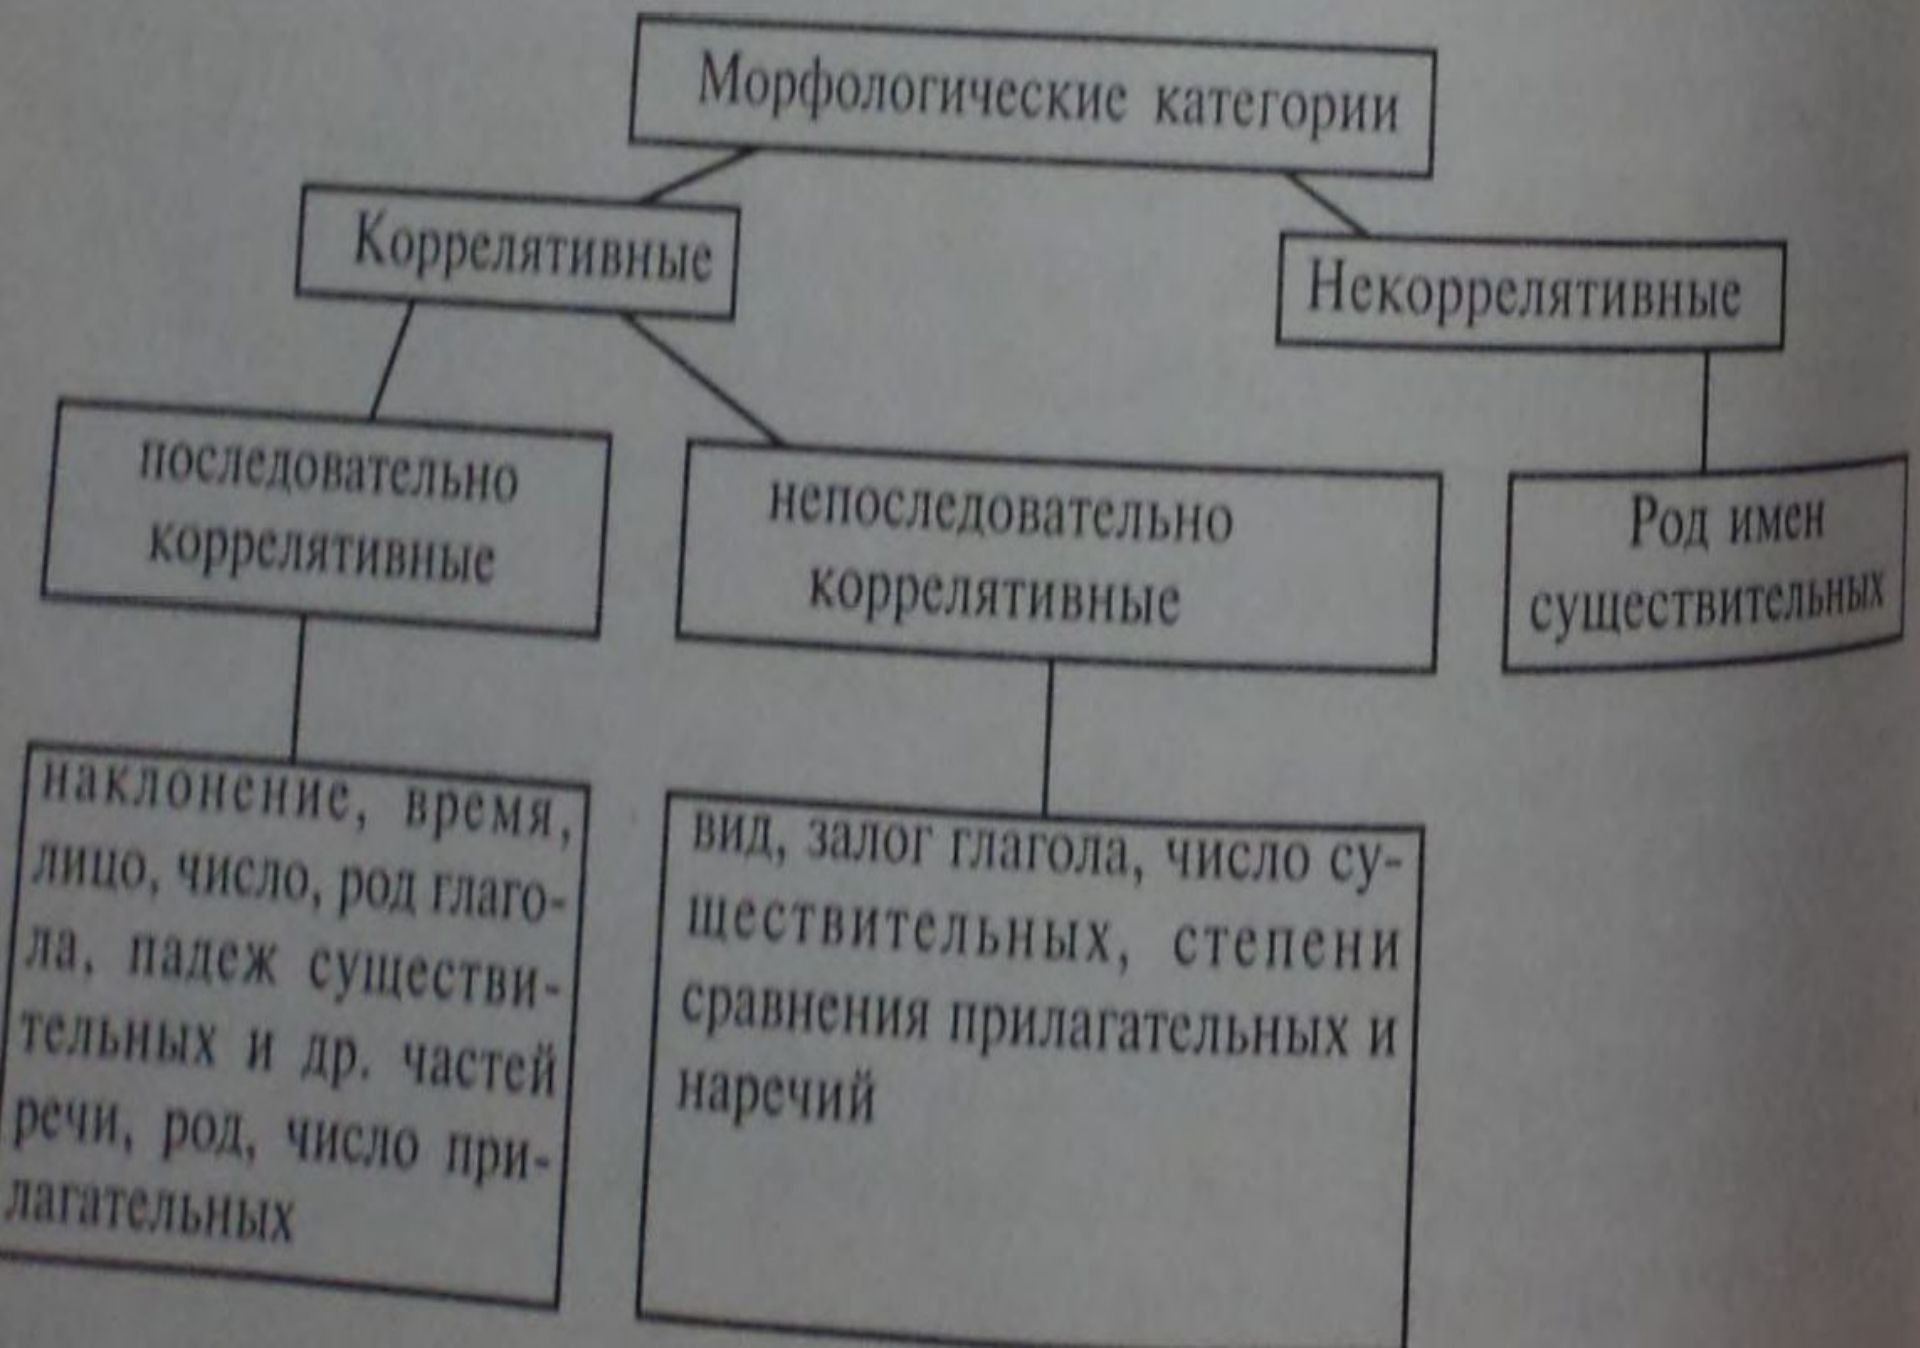 Морфологические категории
Коррелятивные
Некоррелятивные
последовательно
коррелятивные
непоследовательно
коррелятивные
Род имен
существительных
наклонение, время,
лицо, число, род глаго-
ла, падеж существи-
тельных и др. частей
речи, род, число при-
лагательных
вид, залог глагола, число су-
ществительных, степени
сравнения прилагательных и
наречий